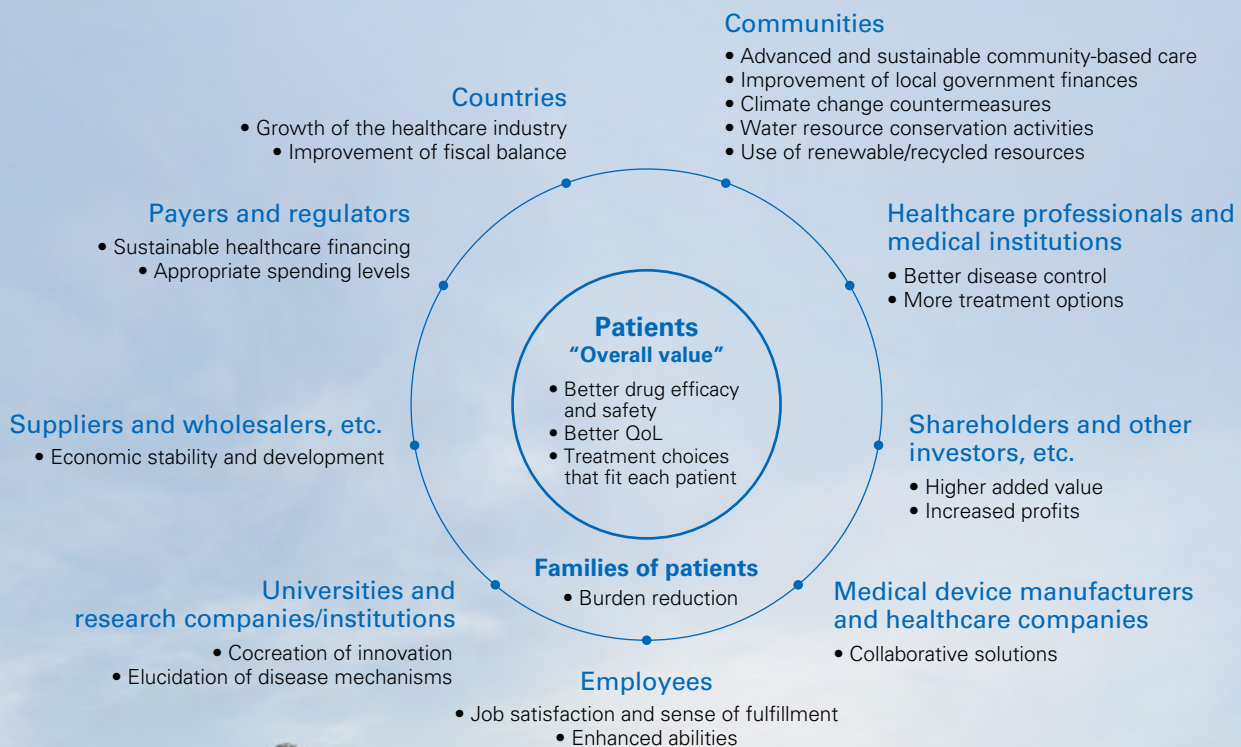 Communities
• Advanced and sustainable community-based care
• Improvement of local government finances
• Climate change countermeasures
• Water resource conservation activities
• Use of renewable/recycled resources
Countries
• Growth of the healthcare industry
• Improvement of fiscal balance
Payers and regulators
• Sustainable healthcare financing
• Appropriate spending levels
Healthcare professionals and
medical institutions
• Better disease control
• More treatment options
Patients
“Overall value”
• Better drug efficacy
and safety
• Better QoL
• Treatment choices
that fit each patient
Suppliers and wholesalers, etc.
• Economic stability and development
Shareholders and other
investors, etc.
• Higher added value
• Increased profits
Families of patients
• Burden reduction
Universities and
research companies/institutions
• Cocreation of innovation
• Elucidation of disease mechanisms
Medical device manufacturers
and healthcare companies
• Collaborative solutions
Employees
• Job satisfaction and sense of fulfillment
• Enhanced abilities